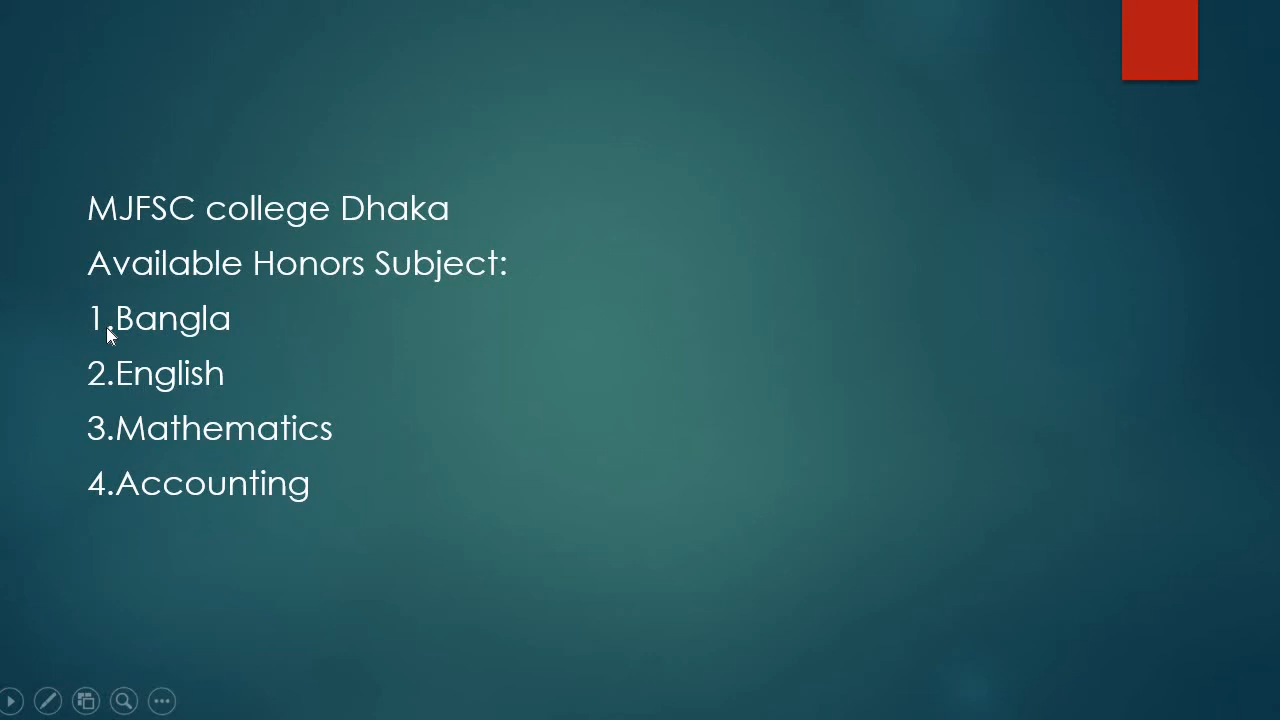 MJFSC college Dhaka
Available Honors Subject:
1.Bangla
2.English
3.Mathematics
4.Accounting